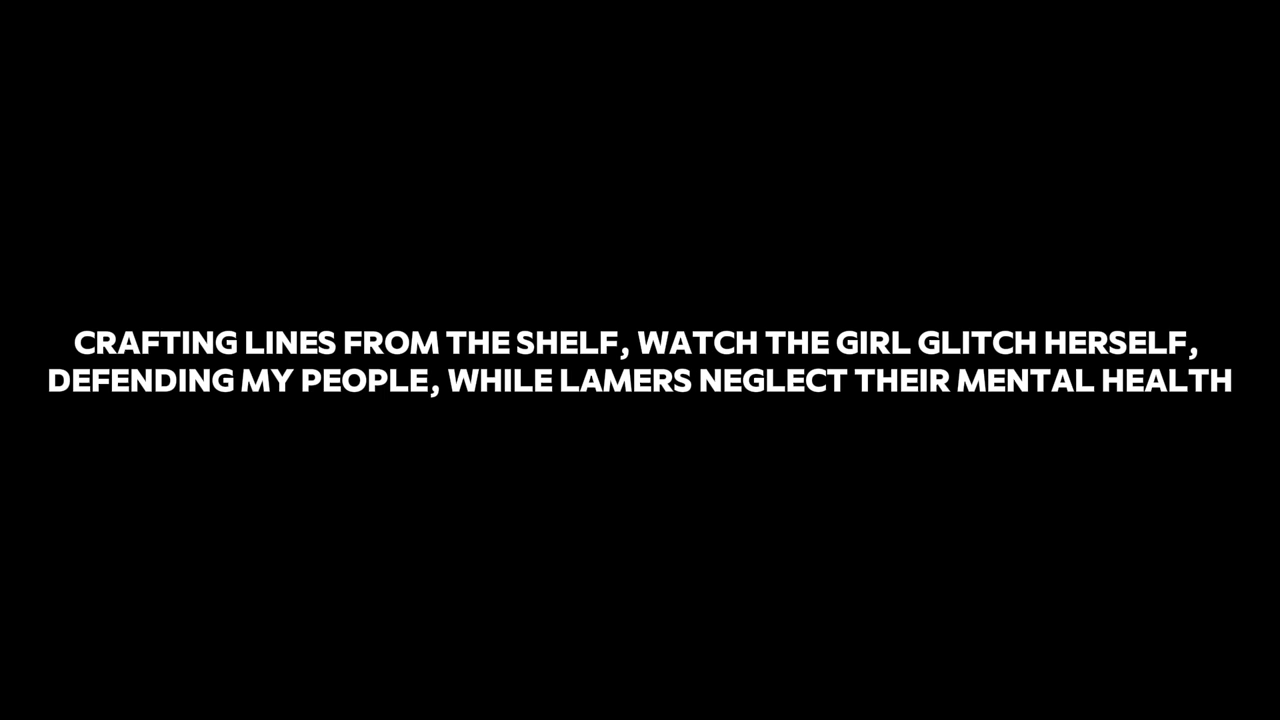 CRAFTING LINES FROM THE SHELF, WATCH THE GIRL GLITCH HERSELF,
DEFENDING MY PEOPLE, WHILE LAMERS NEGLECT THEIR MENTAL HEALTH